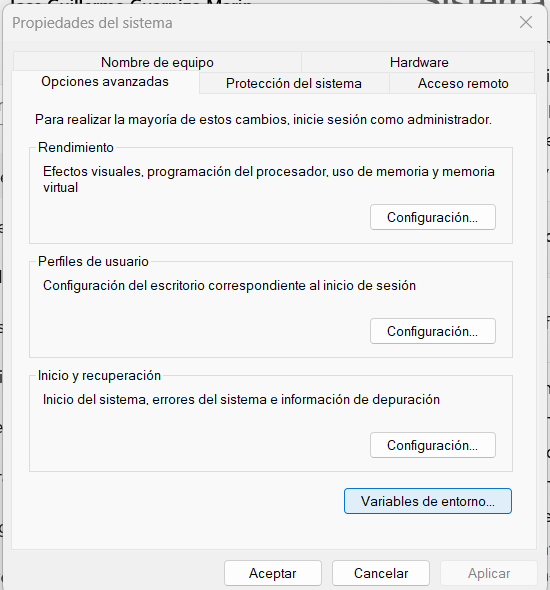 Propiedades del sistema
Nombre de equipo
Hardware
Opciones avanzadas
Protección del sistema
Acceso remoto
Para realizar la mayoría de estos cambios, inicie sesión como administrador.
Rendimiento
Efectos visuales, programación del procesador, uso de memoria y memoria
virtual
Configuración...
Perfiles de usuario
Configuración del escritorio correspondiente al inicio de sesión
Configuración...
Inicio y recuperación
Inicio del sistema, errores del sistema e información de depuración
Configuración...
Variables de entorno...
Aceptar
Cancelar
Aplicar